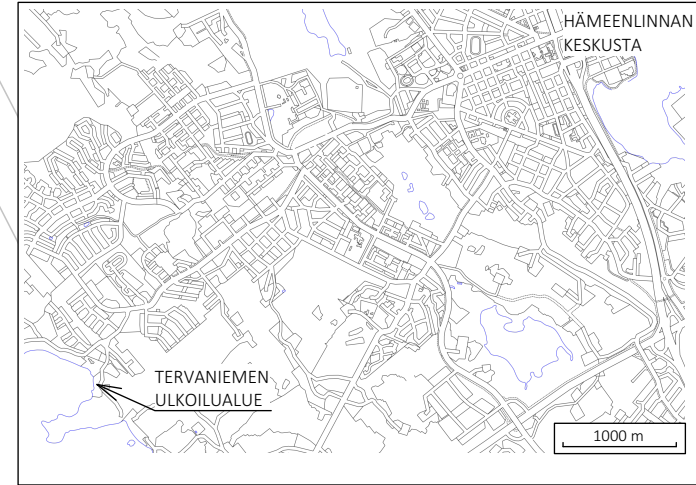 HÄMEENLINNAN
KESKUSTA
TERVANIEMEN
ULKOILUALUE
1000 m